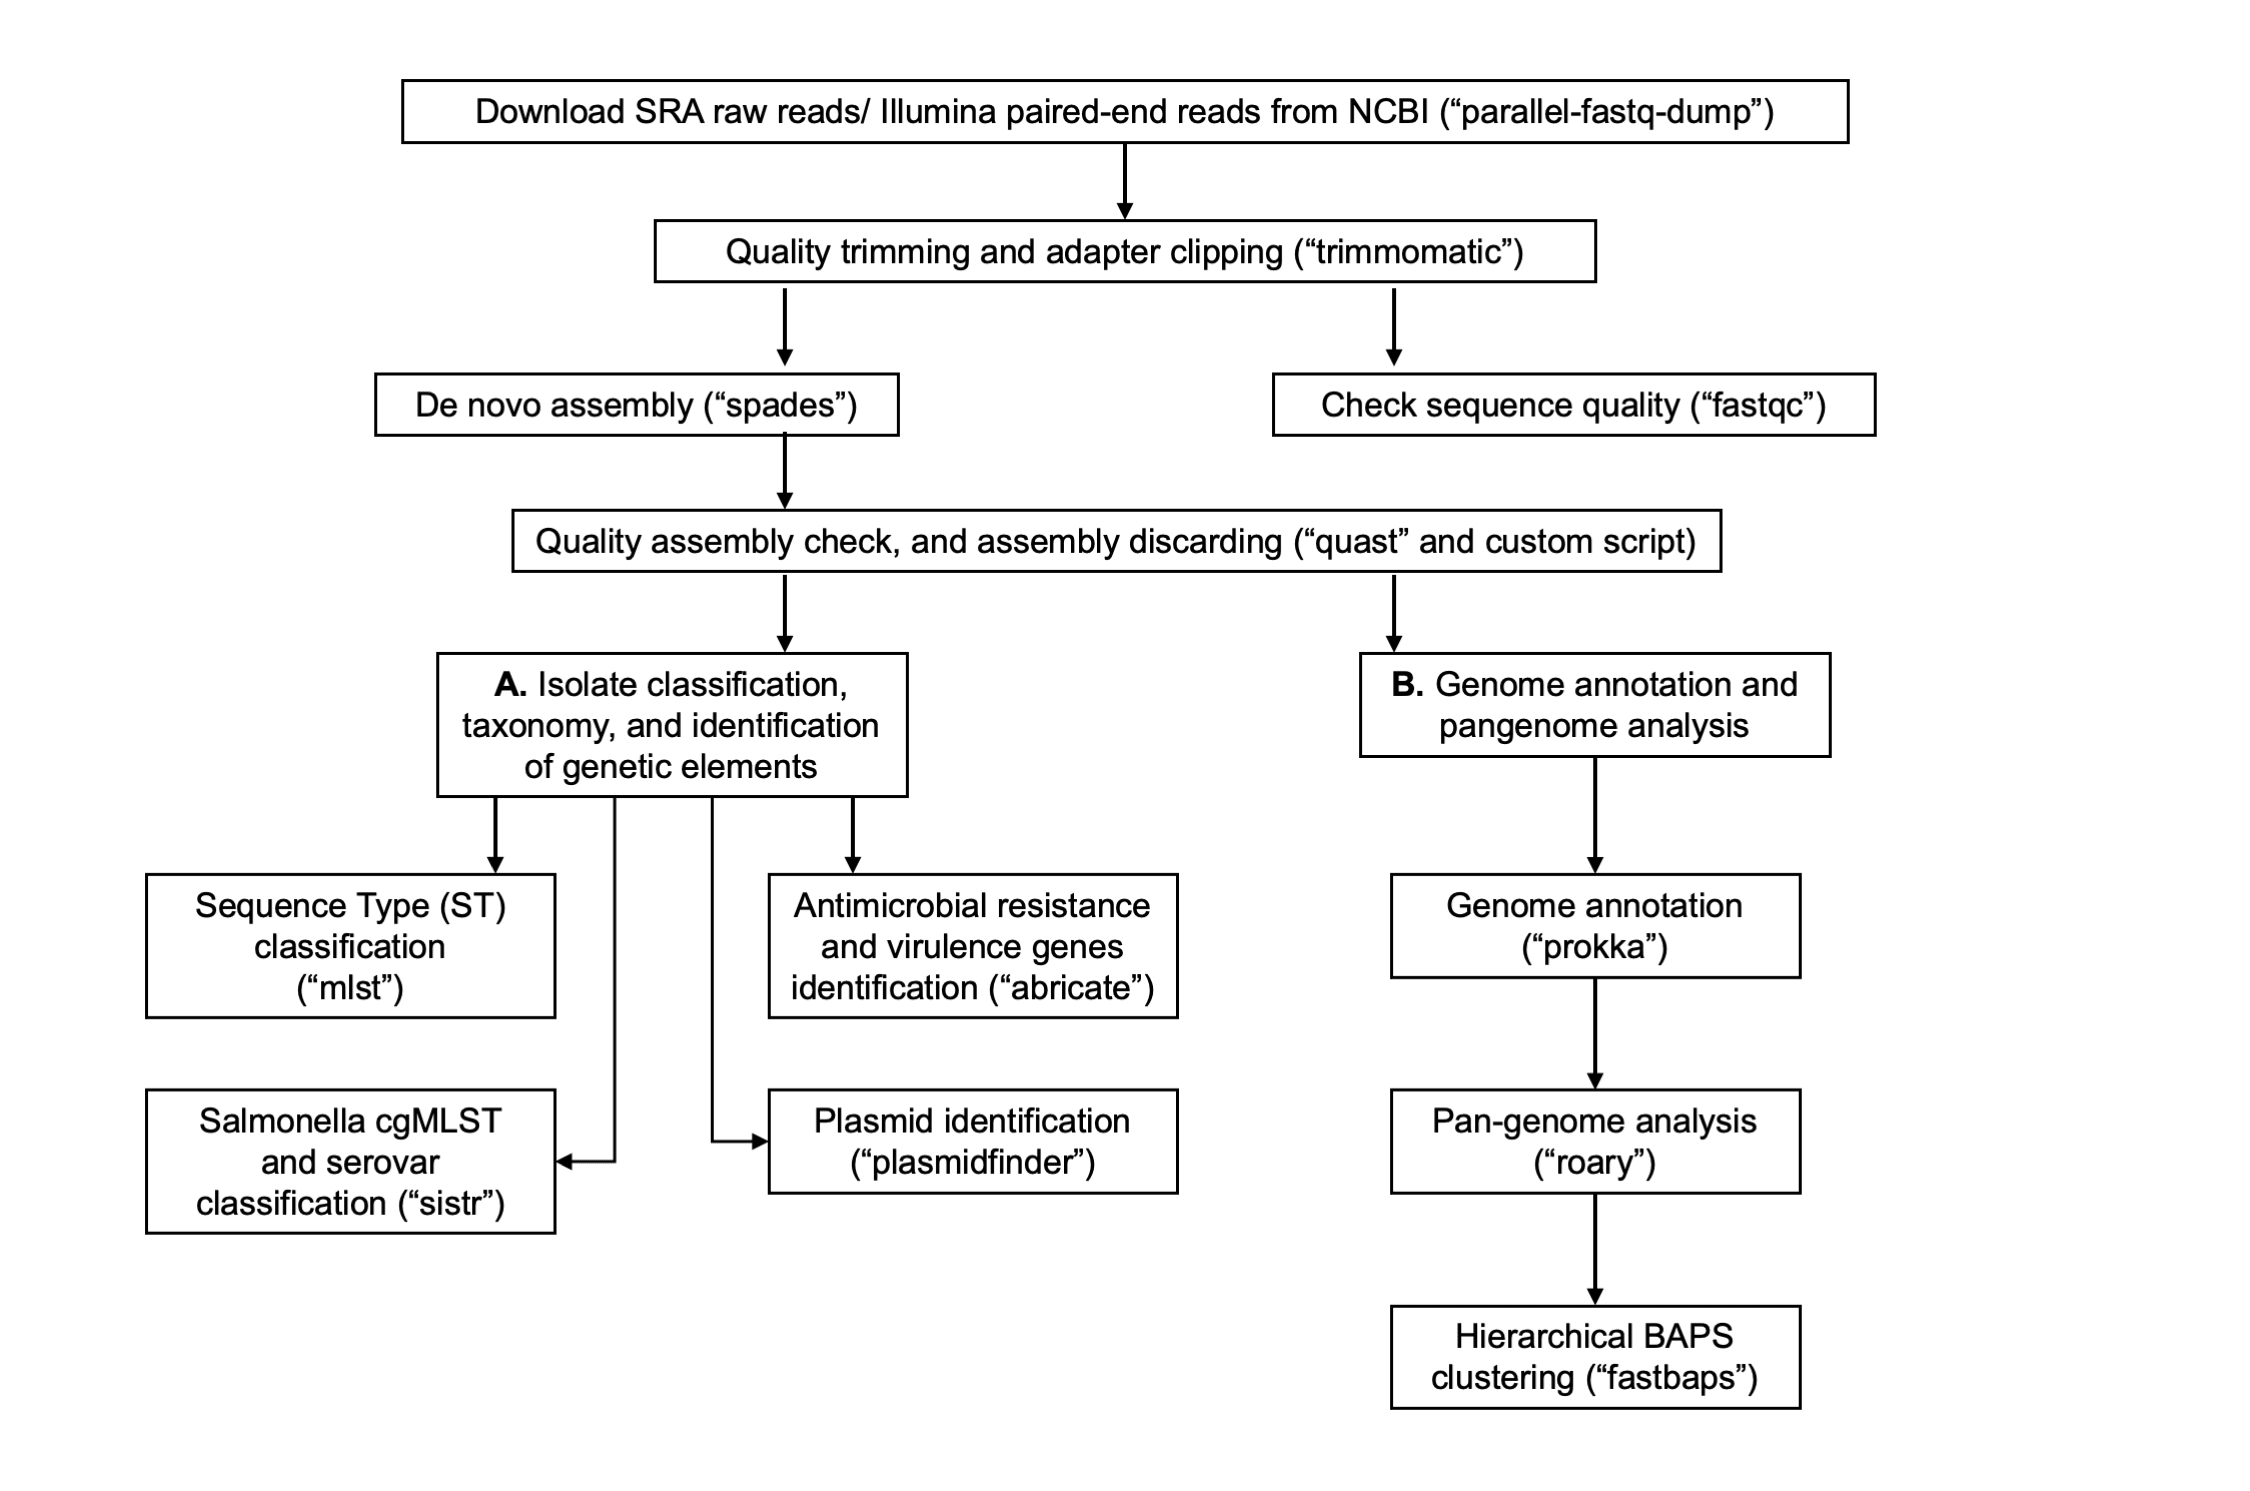 Download SRA raw reads/ Illumina paired-end reads from NCBI (“parallel-fastq-dump”)
Quality trimming and adapter clipping (“trimmomatic”)
De novo assembly (“spades”)
Check sequence quality (“fastqc”)
Quality assembly check, and assembly discarding (“quast” and custom script)
A. Isolate classification,
taxonomy, and identification
of genetic elements
B. Genome annotation and
pangenome analysis
Sequence Type (ST)
classification
(“mlst”)
Antimicrobial resistance
and virulence genes
identification (“abricate”)
Genome annotation
(“prokka”)
Salmonella cgMLST
and serovar
classification (“sistr”)
Plasmid identification
(“plasmidfinder”)
Pan-genome analysis
(“roary”)
Hierarchical BAPS
clustering (“fastbaps”)